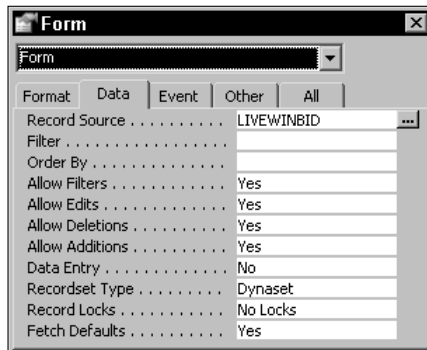 Form
Form
Format Data Event Other All
Record Source . . . . . . . . . . LIVEWINBID ...
Filter . . . . . . . . . . . . . . . . . .
Order By . . . . . . . . . . . . . . .
Allow Filters . . . . . . . . . . . . Yes
Allow Edits . . . . . . . . . . . . . Yes
Allow Deletions . . . . . . . . . . Yes
Allow Additions . . . . . . . . . . Yes
Data Entry . . . . . . . . . . . . . No
Recordset Type . . . . . . . . . Dynaset
Record Locks . . . . . . . . . . . No Locks
Fetch Defaults . . . . . . . . . . Yes